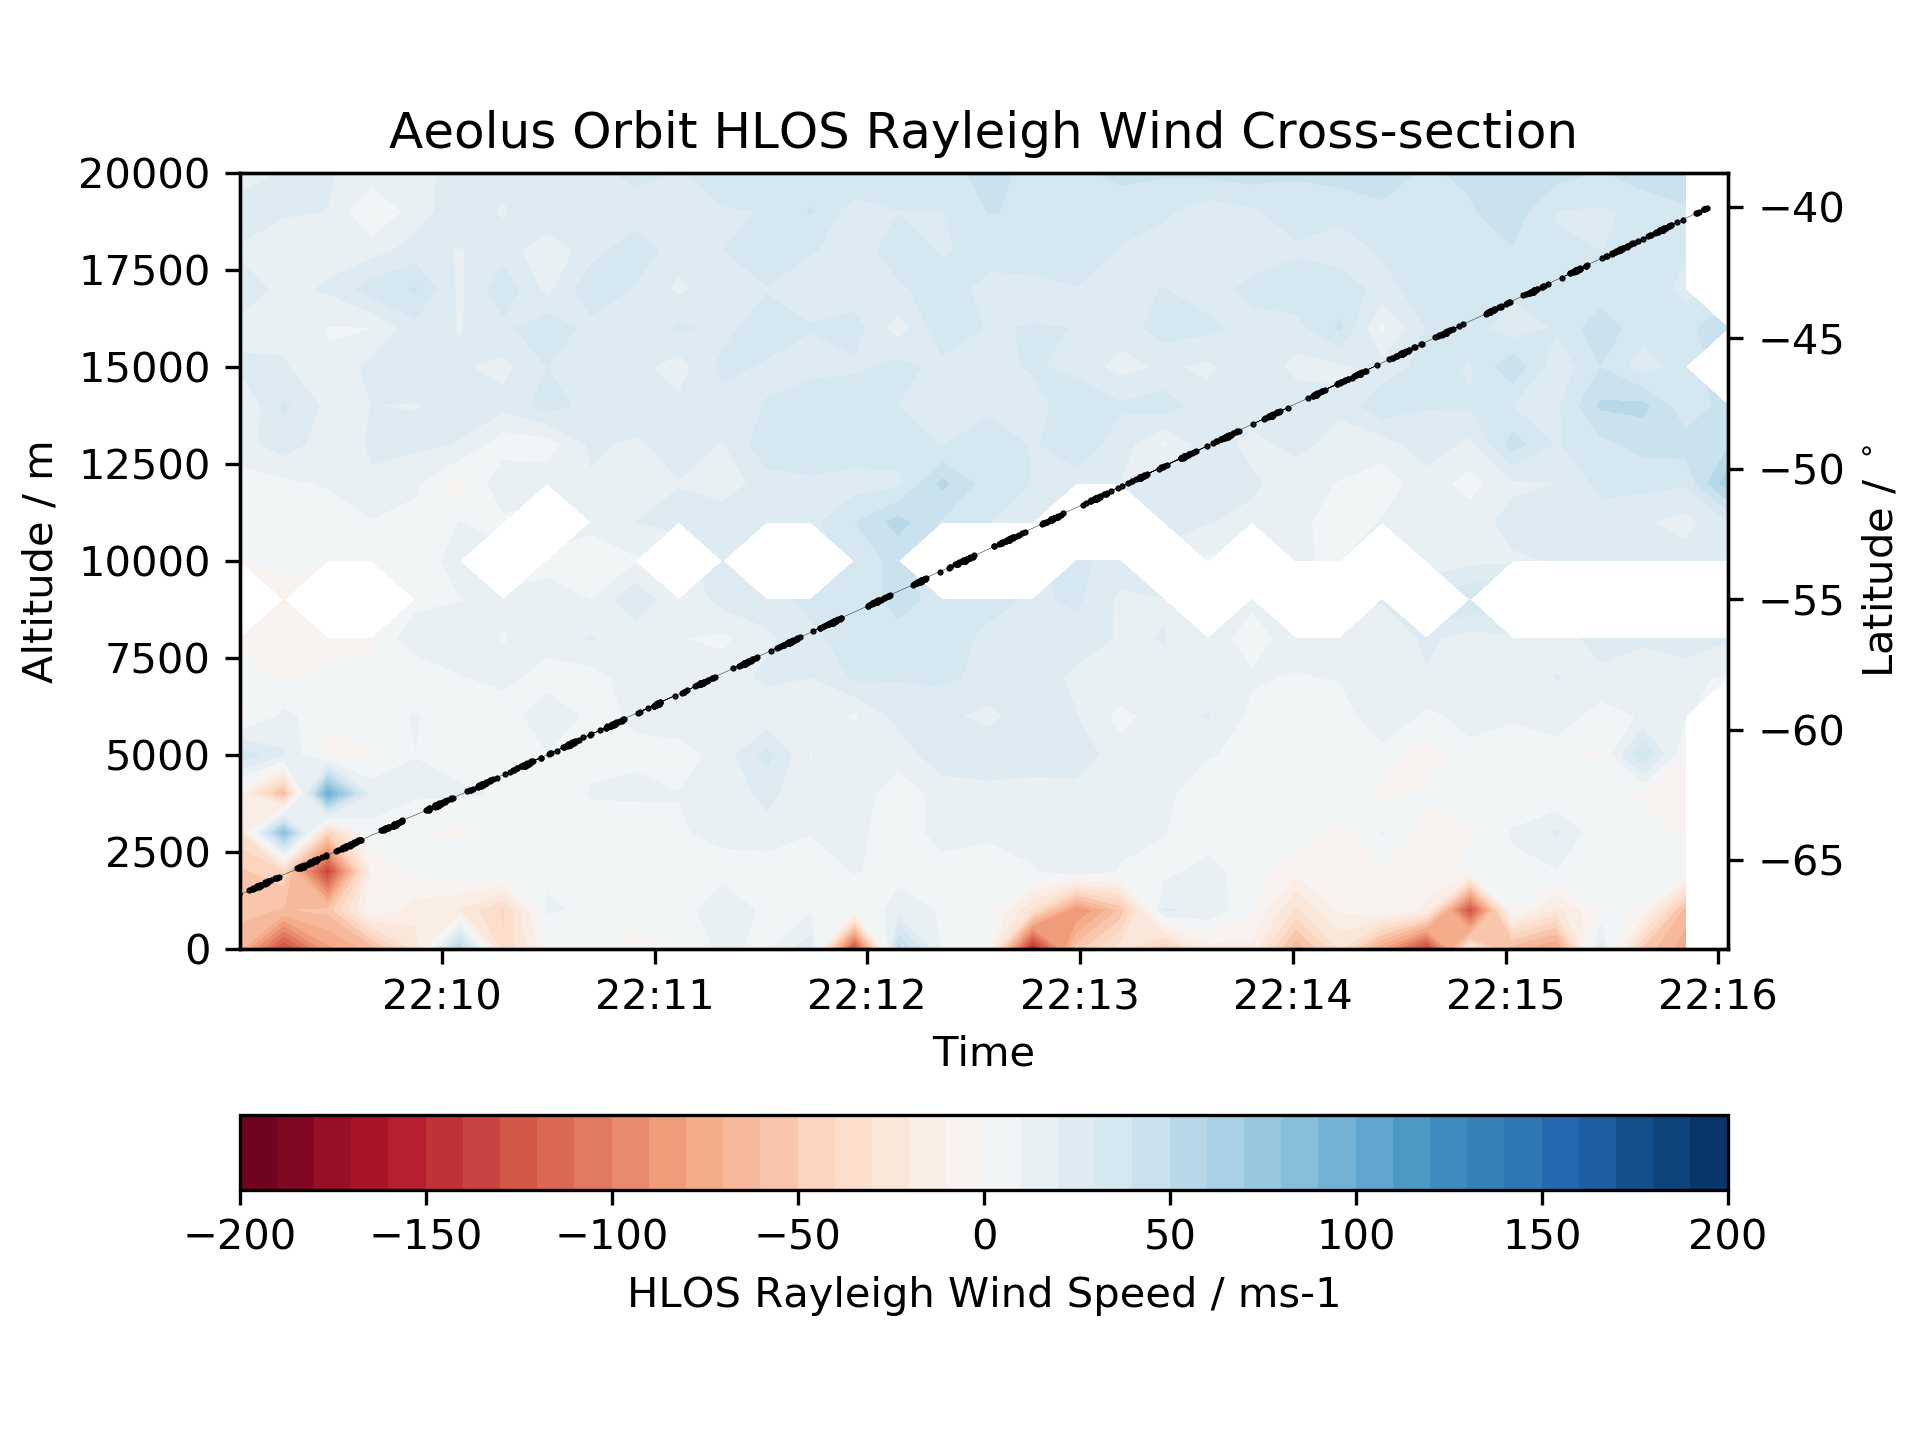 Aeolus Orbit HLOS Rayleigh Wind Cross-section
20000
17500
15000
12500
10000
7500
5000
2500
0
Altitude / m
−40
−45
−50
−55
−60
−65
Latitude / °
22:10 22:11 22:12 22:13 22:14 22:15 22:16
Time
−200 −150 −100 −50 0 50 100 150 200
HLOS Rayleigh Wind Speed / ms-1